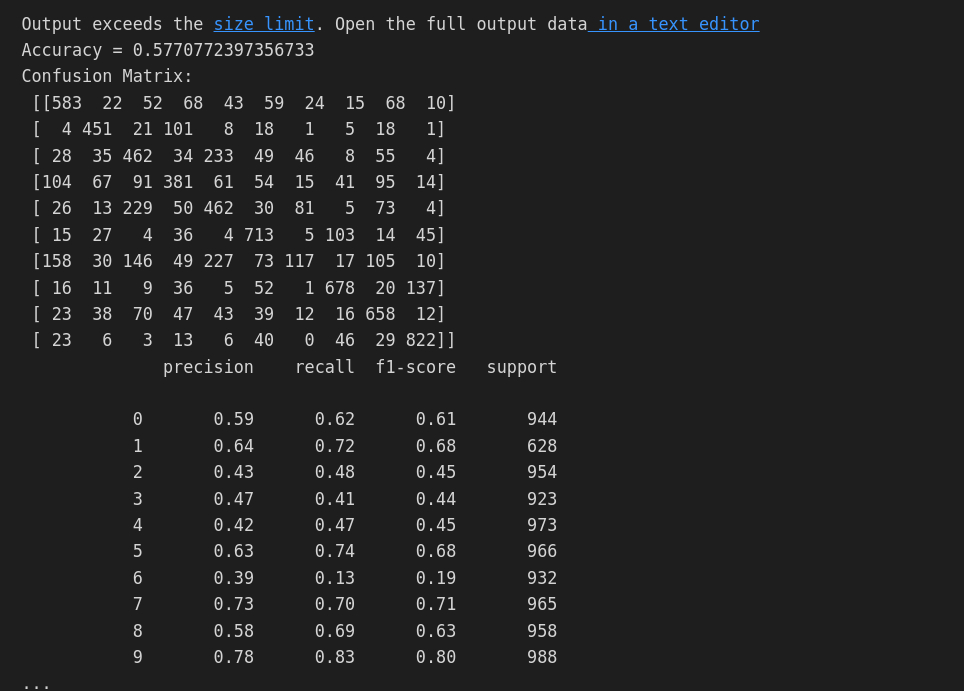 Output exceeds the size limit. Open the full output data in a text editor
Accuracy = 0.5770772397356733
Confusion Matrix:
 [[583  22  52  68  43  59  24  15  68  10]
 [  4 451  21 101   8  18   1   5  18   1]
 [ 28  35 462  34 233  49  46   8  55   4]
 [104  67  91 381  61  54  15  41  95  14]
 [ 26  13 229  50 462  30  81   5  73   4]
 [ 15  27   4  36   4 713   5 103  14  45]
 [158  30 146  49 227  73 117  17 105  10]
 [ 16  11   9  36   5  52   1 678  20 137]
 [ 23  38  70  47  43  39  12  16 658  12]
 [ 23   6   3  13   6  40   0  46  29 822]]
              precision    recall  f1-score   support
           0       0.59      0.62      0.61       944
           1       0.64      0.72      0.68       628
           2       0.43      0.48      0.45       954
           3       0.47      0.41      0.44       923
           4       0.42      0.47      0.45       973
           5       0.63      0.74      0.68       966
           6       0.39      0.13      0.19       932
           7       0.73      0.70      0.71       965
           8       0.58      0.69      0.63       958
           9       0.78      0.83      0.80       988
...